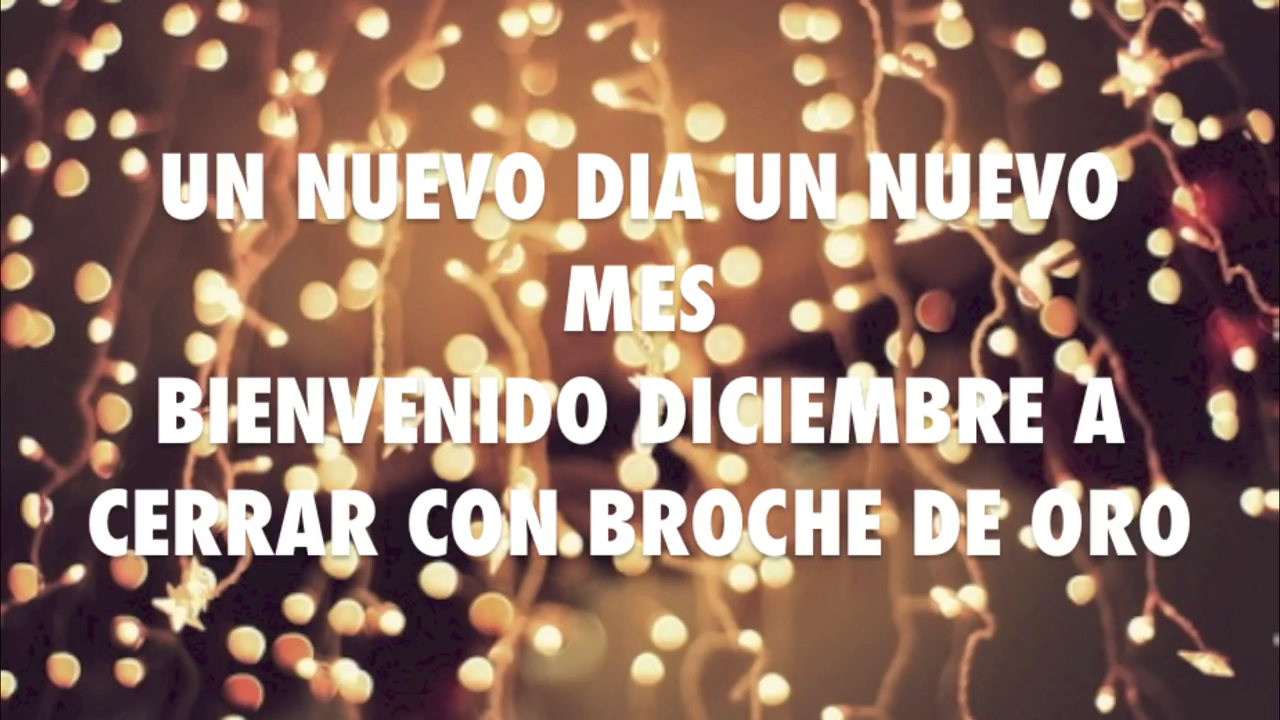 UN NUEVO DIA UN NUEVO
MES
BIENVENIDO DICIEMBRE A
CERRAR CON BROCHE DE ORO